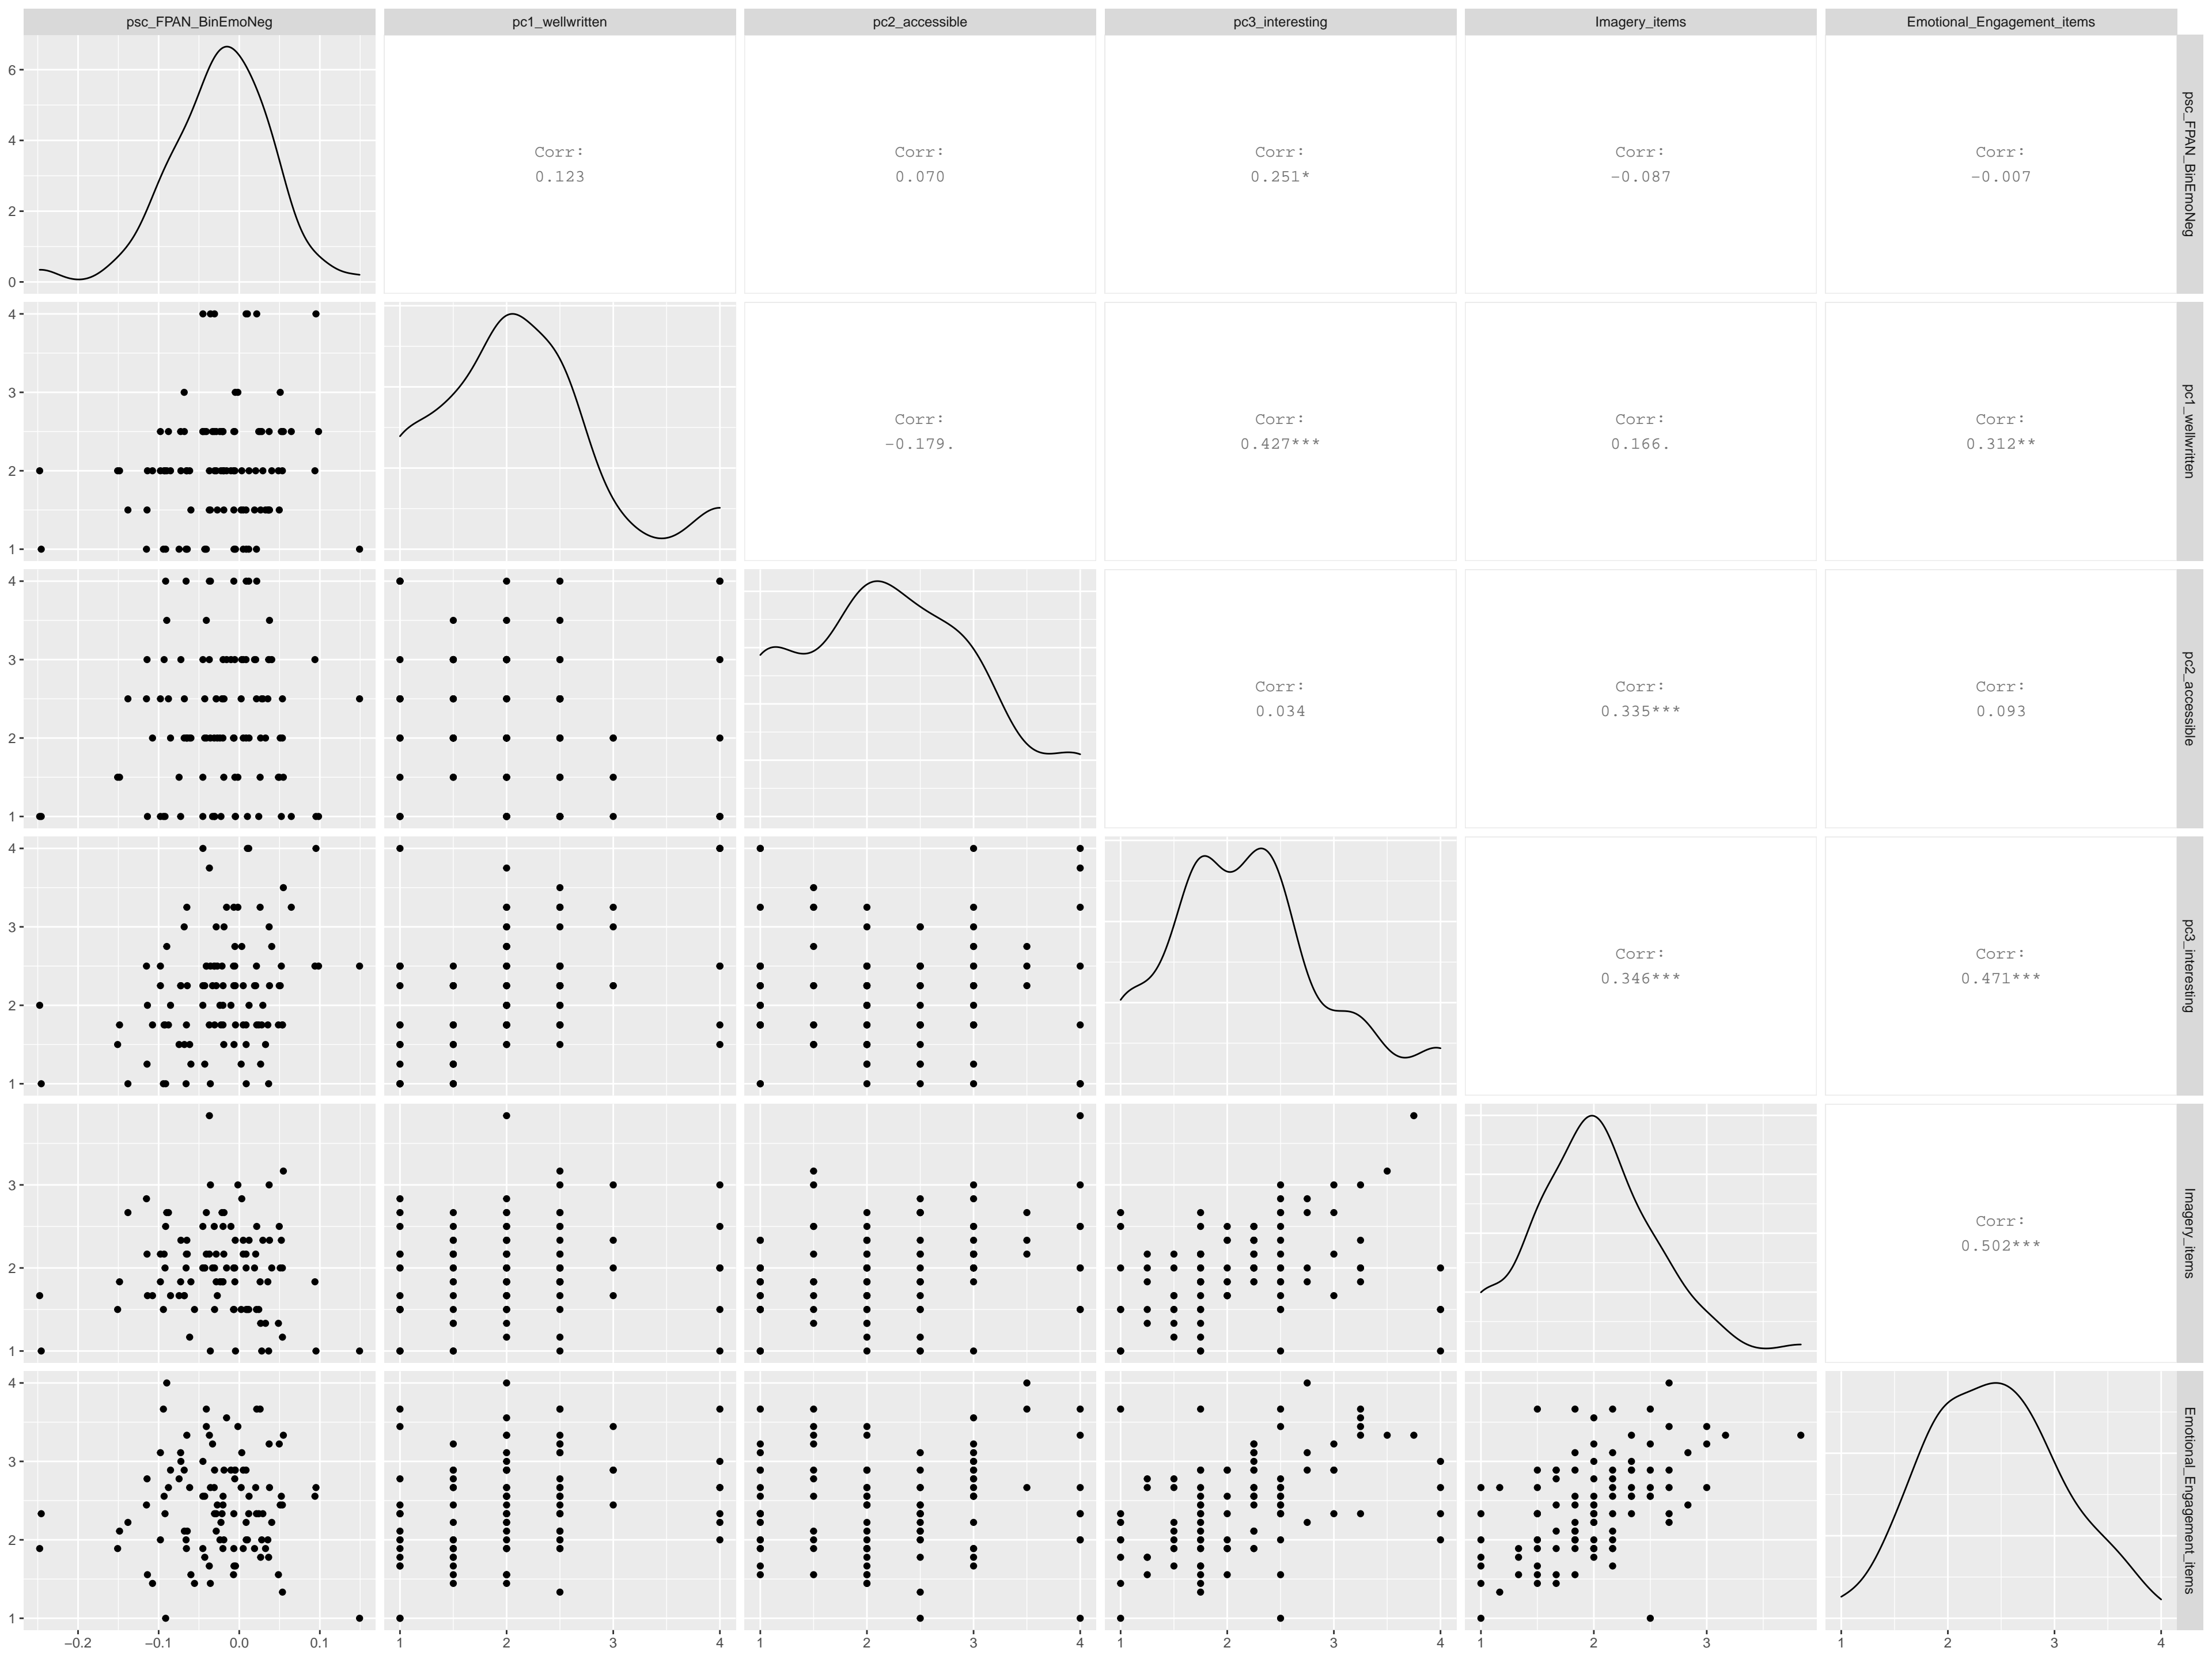 psc_FPAN_BinEmoNeg pc1_wellwritten pc2_accessible pc3_interesting Imagery_items Emotional_Engagement_items
6
4
2
0
Corr:
0.123
Corr:
0.070
Corr:
0.251*
Corr:
−0.087
Corr:
−0.007
psc_FPAN_BinEmoNeg
4
3
2
1
Corr:
−0.179.
Corr:
0.427***
Corr:
0.166.
Corr:
0.312**
pc1_wellwritten
4
3
2
1
Corr:
0.034
Corr:
0.335***
Corr:
0.093
pc2_accessible
4
3
2
1
Corr:
0.346***
Corr:
0.471***
pc3_interesting
3
2
1
Corr:
0.502***
Imagery_items
4
3
2
1
Emotional_Engagement_items
−0.2 −0.1 0.0 0.1 1 2 3 4 1 2 3 4 1 2 3 4 1 2 3 1 2 3 4